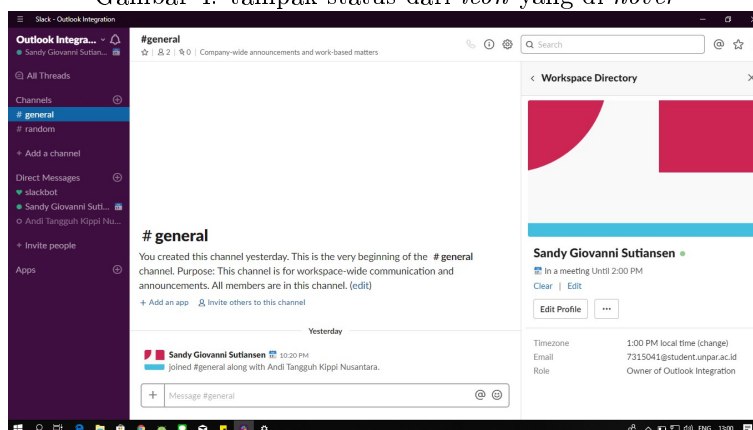 Gambar 4: tampak status dari icon yang di hover
Slack - Outlook Integration
Outlook Integra...
Sandy Giovanni Sutian...
All Threads
Channels
# general
# random
+ Add a channel
Direct Messages
slackbot
Sandy Giovanni Suti...
Andi Tangguh Kippi Nu...
+ Invite people
Apps
#general
2 | 0 | Company-wide announcements and work-based matters
Search
# general
You created this channel yesterday. This is the very beginning of the # general
channel. Purpose: This channel is for workspace-wide communication and
announcements. All members are in this channel. (edit)
+ Add an app Invite others to this channel
Yesterday
Sandy Giovanni Sutiansen 10:20 PM
joined #general along with Andi Tangguh Kippi Nusantara.
+ Message #general
< Workspace Directory
Sandy Giovanni Sutiansen
In a meeting Until 2:00 PM
Clear | Edit
Edit Profile ...
Timezone 1:00 PM local time (change)
Email 7315041@student.unpar.ac.id
Role Owner of Outlook Integration
ENG 13:00